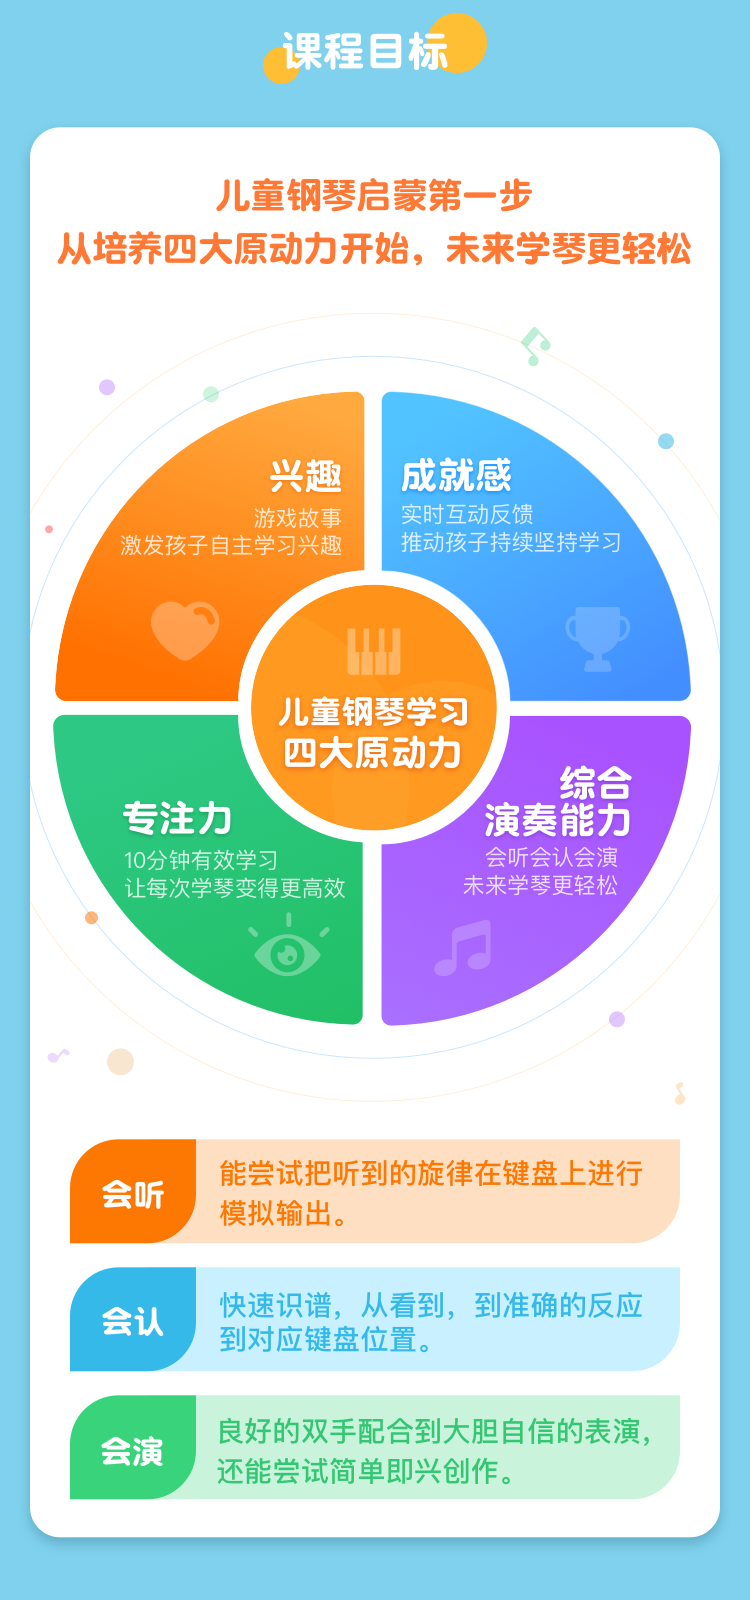 课程目标
儿童钢琴启蒙第一步
从培养四大原动力开始，未来学琴更轻松
兴趣
游戏故事
激发孩子自主学习兴趣
成就感
实时互动反馈
推动孩子持续坚持学习
儿童钢琴学习
四大原动力
专注力
10分钟有效学习
让每次学琴变得更高效
综合
演奏能力
会听会认会演
未来学琴更轻松
会听
能尝试把听到的旋律在键盘上进行
模拟输出。
会认
快速识谱，从看到，到准确的反应
到对应键盘位置。
会演
良好的双手配合到大胆自信的表演，
还能尝试简单即兴创作。